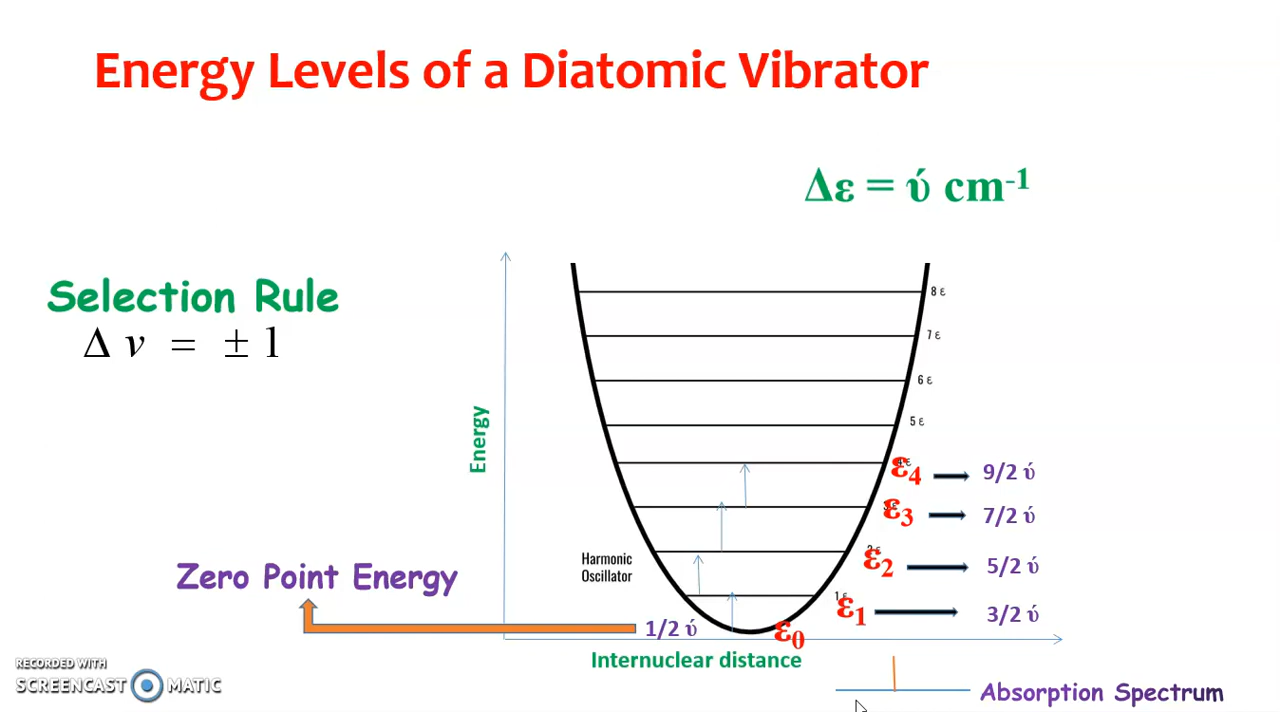 Energy Levels of a Diatomic Vibrator
Δε = ύ cm-1
Selection Rule
Δ v = ± 1
8 ε
7 ε
6 ε
5 ε
Energy
ε4 9/2 ύ
ε3 7/2 ύ
Harmonic
Oscillator
2ε
ε2 5/2 ύ
Zero Point Energy
1ε
ε1 3/2 ύ
1/2 ύ
ε0
Internuclear distance
RECORDED WITH
SCREENCAST MATIC
Absorption Spectrum